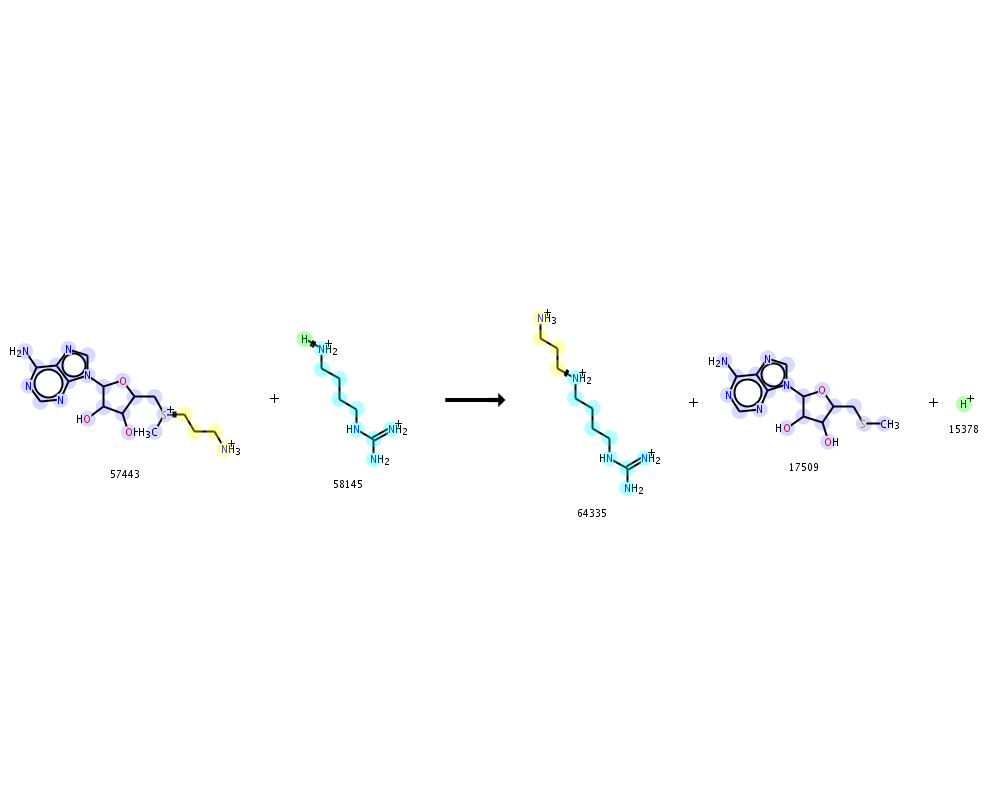 H₂N N N N N O HO OH H₃C S⁺ NH₃⁺
57443
+
H NH₂⁺ HN NH₂⁺ NH₂
58145
NH₃⁺ NH₂⁺ HN NH₂⁺ NH₂
64335
+
H₂N N N N N O HO OH S CH₃
17509
+
H⁺
15378